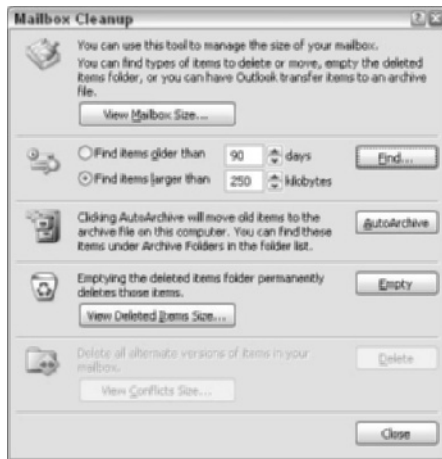 Mailbox Cleanup
You can use this tool to manage the size of your mailbox.
You can find types of items to delete or move, empty the deleted
items folder, or you can have Outlook transfer items to an archive
file.
View Mailbox Size...
Find items older than 90 days
Find...
Find items larger than 250 kilobytes
Clicking AutoArchive will move old items to the
archive file on this computer. You can find these
items under Archive Folders in the folder list.
AutoArchive
Emptying the deleted items folder permanently
deletes those items.
Empty
View Deleted Items Size...
Delete all alternate versions of items in your
mailbox.
Delete
View Conflicts Size...
Close